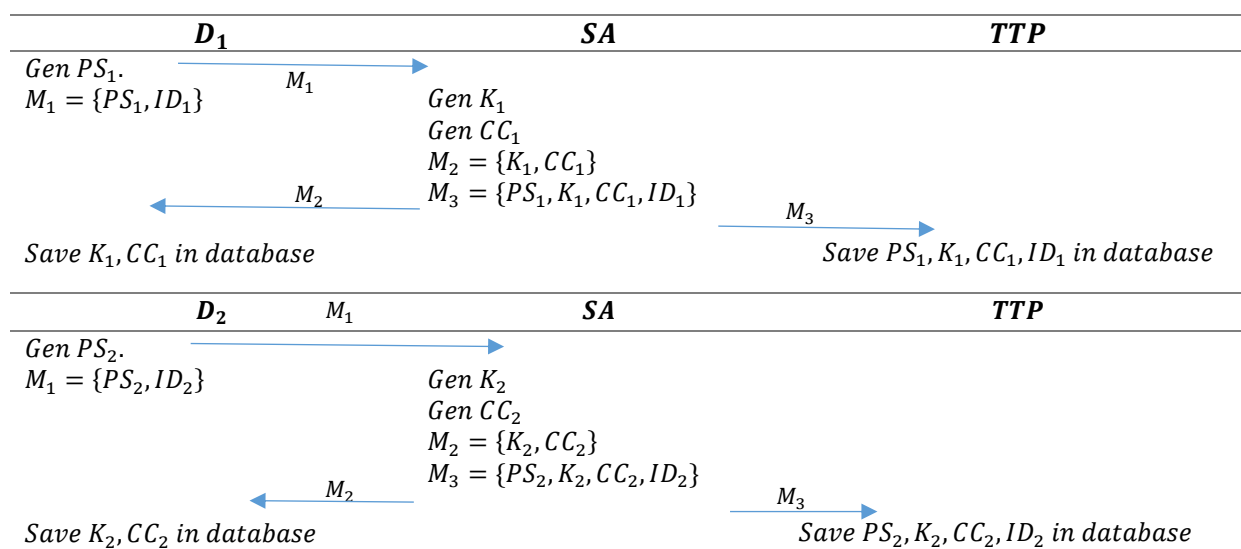 D₁ SA TTP
Gen PS₁.
M₁
M₁ = {PS₁, ID₁}
Gen K₁
Gen CC₁
M₂ = {K₁, CC₁}
M₂
M₃ = {PS₁, K₁, CC₁, ID₁}
M₃
Save K₁, CC₁ in database
Save PS₁, K₁, CC₁, ID₁ in database
D₂ M₁ SA TTP
Gen PS₂.
M₁ = {PS₂, ID₂}
Gen K₂
Gen CC₂
M₂ = {K₂, CC₂}
M₃ = {PS₂, K₂, CC₂, ID₂}
M₂
M₃
Save K₂, CC₂ in database
Save PS₂, K₂, CC₂, ID₂ in database